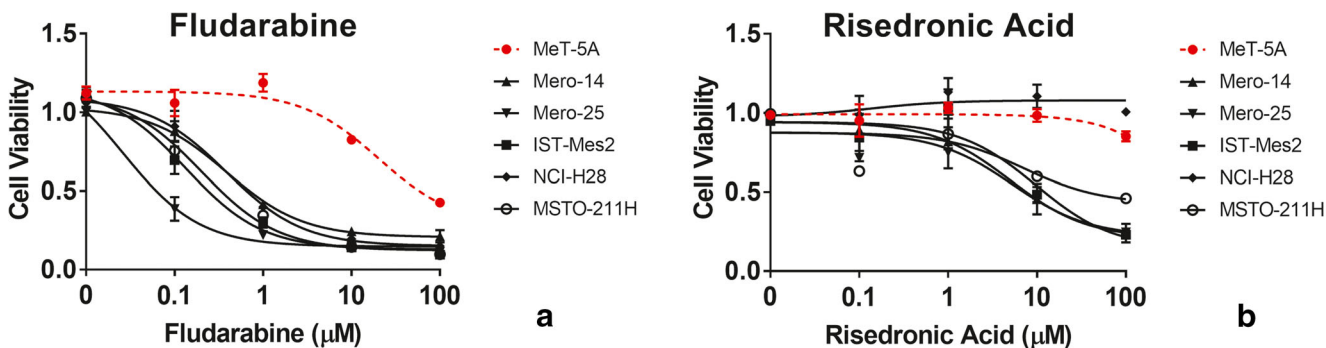 Fludarabine
Cell Viability
1.5
1.0
0.5
0.0
0 0.1 1 10 100
Fludarabine (μM)
MeT-5A
Mero-14
Mero-25
IST-Mes2
NCI-H28
MSTO-211H
a
Risedronic Acid
Cell Viability
1.5
1.0
0.5
0.0
0 0.1 1 10 100
Risedronic Acid (μM)
MeT-5A
Mero-14
Mero-25
IST-Mes2
NCI-H28
MSTO-211H
b